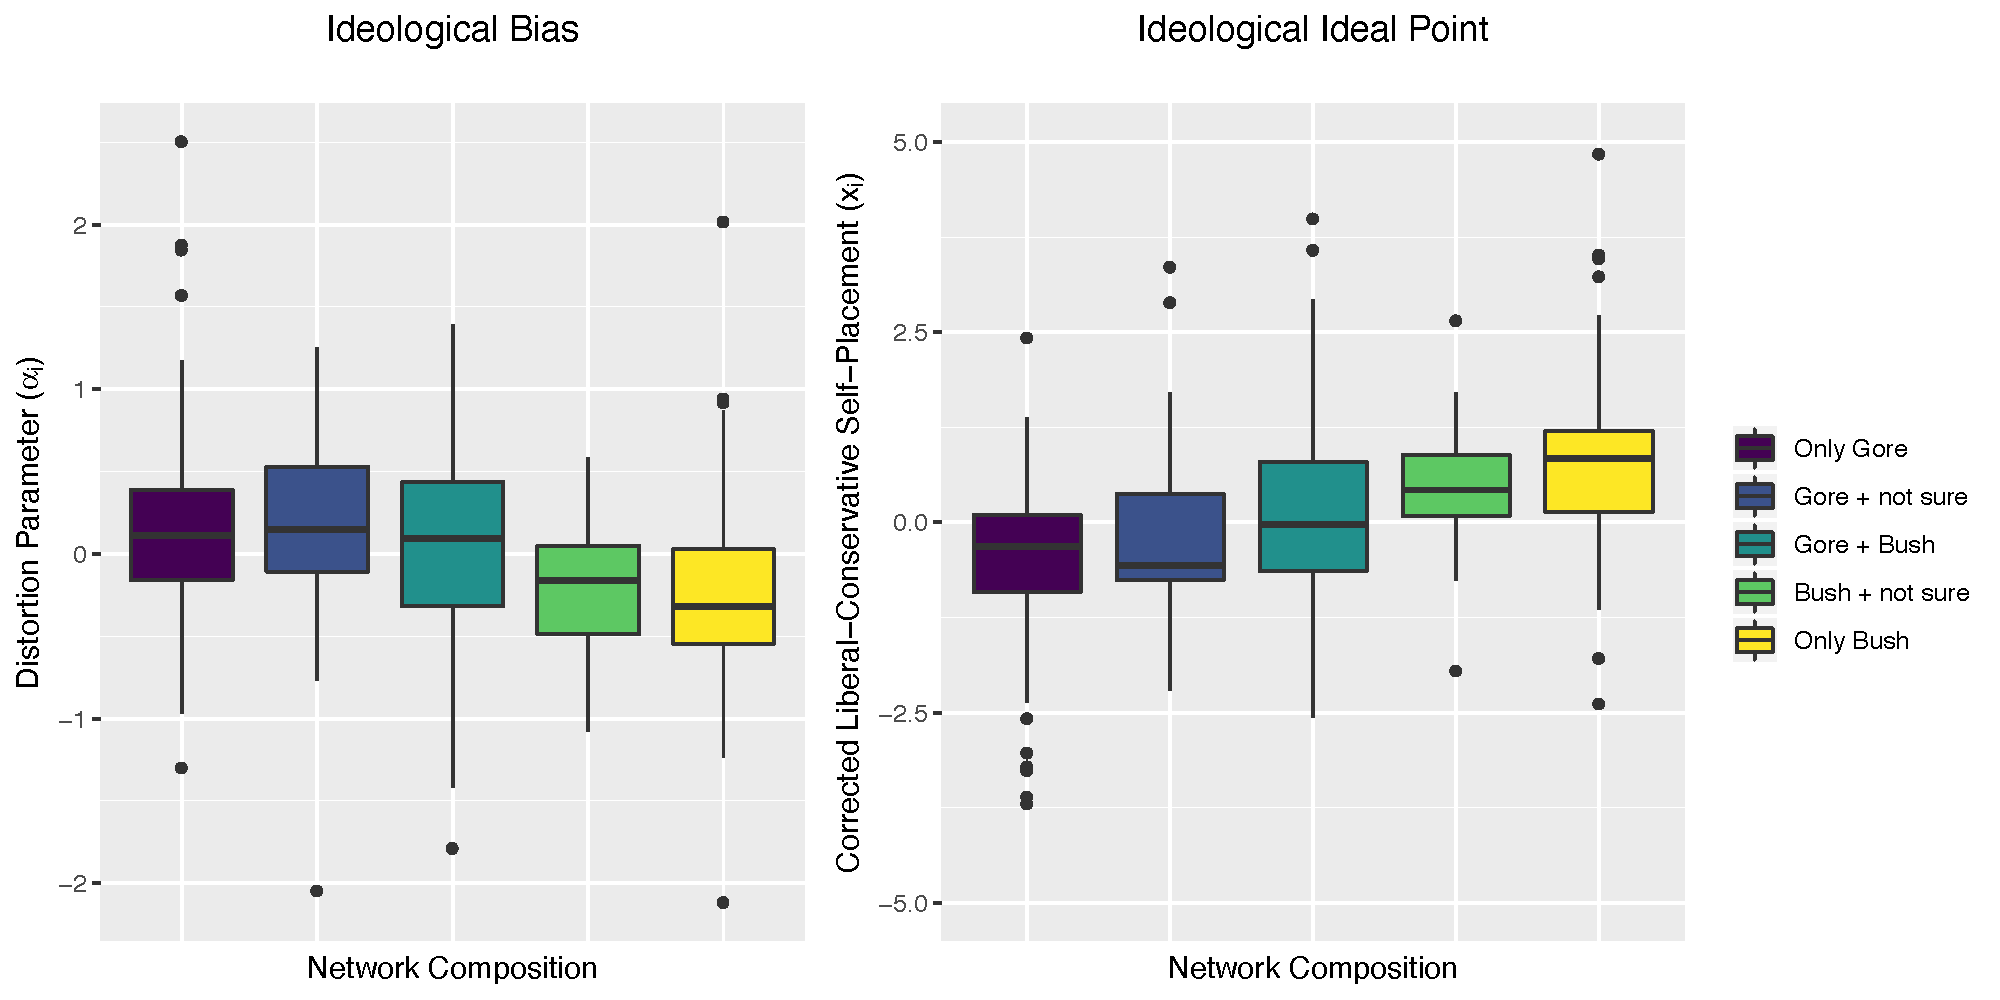 Ideological Bias
Distortion Parameter (αᵢ)
2
1
0
−1
−2
Network Composition
Ideological Ideal Point
Corrected Liberal−Conservative Self−Placement (xᵢ)
5.0
2.5
0.0
−2.5
−5.0
Network Composition
Only Gore
Gore + not sure
Gore + Bush
Bush + not sure
Only Bush